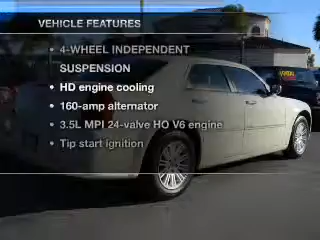 VEHICLE FEATURES
• 4-WHEEL INDEPENDENT
SUSPENSION
• HD engine cooling
• 160-amp alternator
• 3.5L MPI 24-valve HO V6 engine
• Tip start ignition